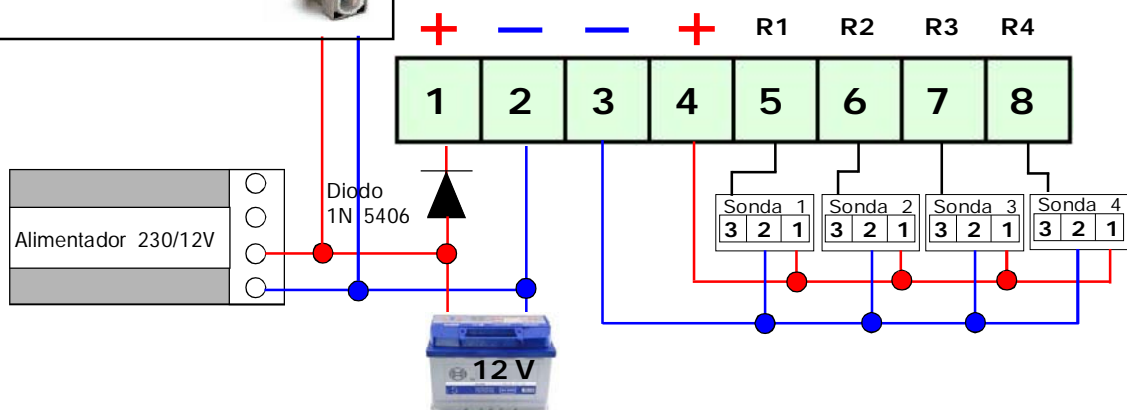 + — — + R1 R2 R3 R4
1 2 3 4 5 6 7 8
Diodo
1N 5406
Alimentador 230/12V
Sonda 1
3 2 1
Sonda 2
3 2 1
Sonda 3
3 2 1
Sonda 4
3 2 1
12 V